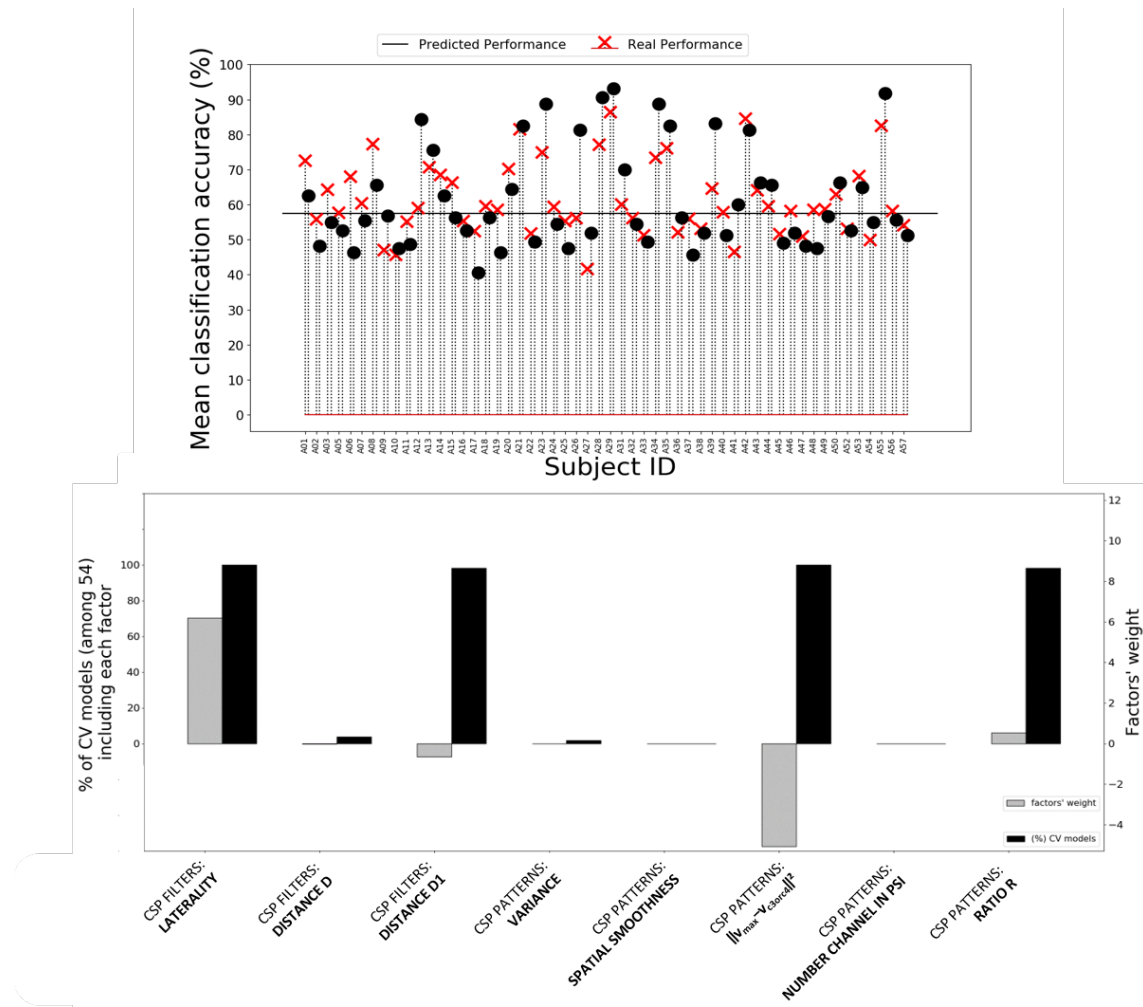 Predicted Performance
Real Performance
Mean classification accuracy (%)
100
90
80
70
60
50
40
30
20
10
0
A01
A02
A03
A05
A06
A07
A08
A09
A10
A11
A12
A13
A14
A15
A16
A17
A18
A19
A20
A21
A22
A23
A24
A25
A26
A27
A28
A29
A31
A32
A33
A34
A35
A36
A37
A38
A39
A40
A41
A42
A43
A44
A45
A46
A47
A48
A49
A50
A52
A53
A54
A55
A56
A57
Subject ID
% of CV models (among 54)
including each factor
100
80
60
40
20
0
12
10
8
6
4
2
0
−2
−4
Factors' weight
factors' weight
(%) CV models
CSP FILTERS:
LATERALITY
CSP FILTERS:
DISTANCE D
CSP FILTERS:
DISTANCE D1
CSP PATTERNS:
VARIANCE
CSP PATTERNS:
SPATIAL SMOOTHNESS
CSP PATTERNS:
||v_max−v_c3orc4||²
CSP PATTERNS:
NUMBER CHANNEL IN PSI
CSP PATTERNS:
RATIO R